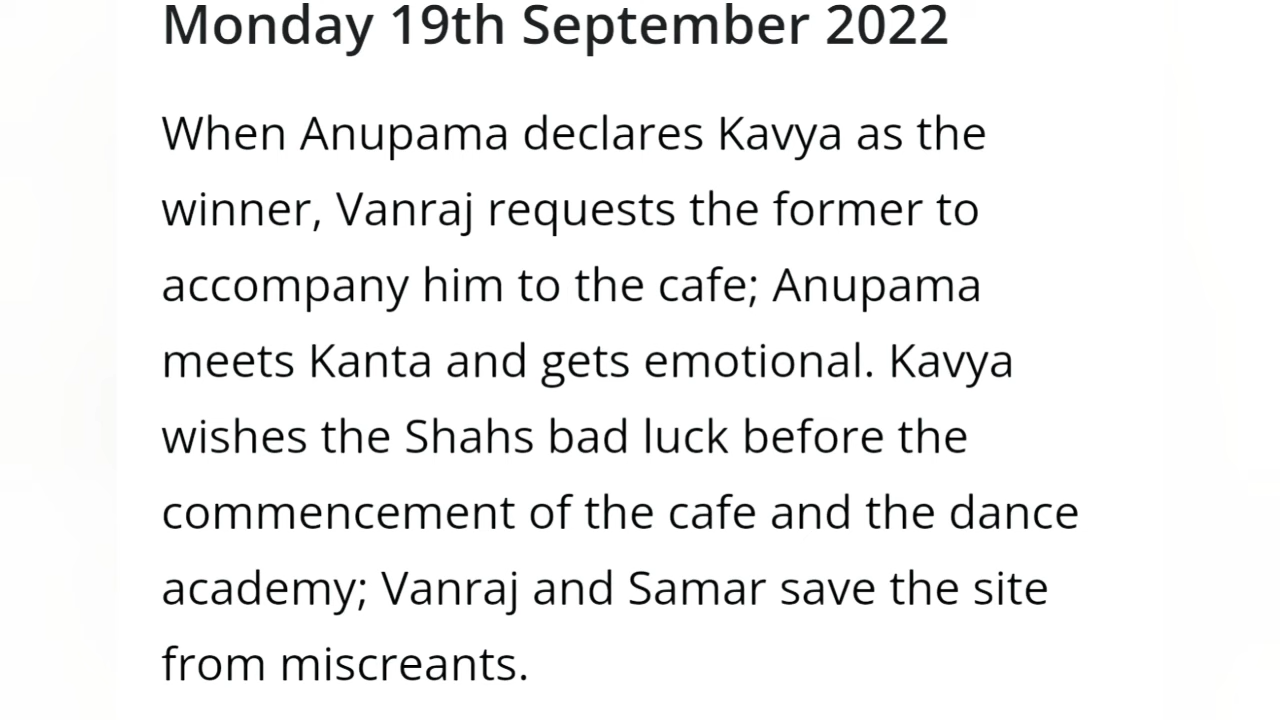 Monday 19th September 2022
When Anupama declares Kavya as the
winner, Vanraj requests the former to
accompany him to the cafe; Anupama
meets Kanta and gets emotional. Kavya
wishes the Shahs bad luck before the
commencement of the cafe and the dance
academy; Vanraj and Samar save the site
from miscreants.